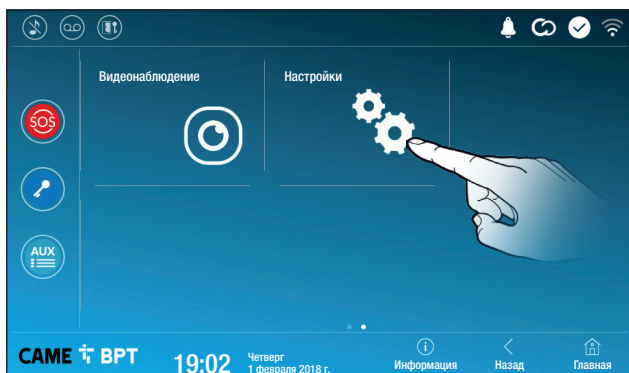 Видеонаблюдение
Настройки
SOS
AUX
CAME BPT
19:02
Четверг
1 февраля 2018 г.
Информация
Назад
Главная